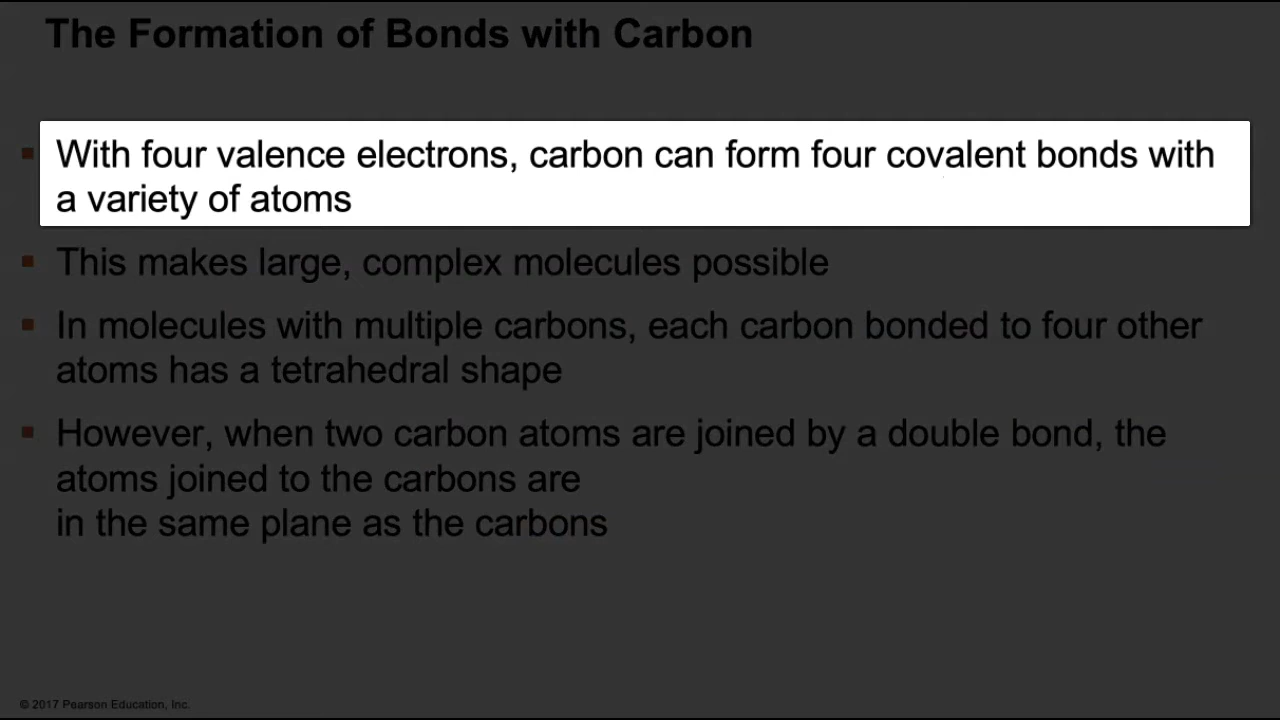 The Formation of Bonds with Carbon
With four valence electrons, carbon can form four covalent bonds with
a variety of atoms
This makes large, complex molecules possible
In molecules with multiple carbons, each carbon bonded to four other
atoms has a tetrahedral shape
However, when two carbon atoms are joined by a double bond, the
atoms joined to the carbons are
in the same plane as the carbons
© 2017 Pearson Education, Inc.